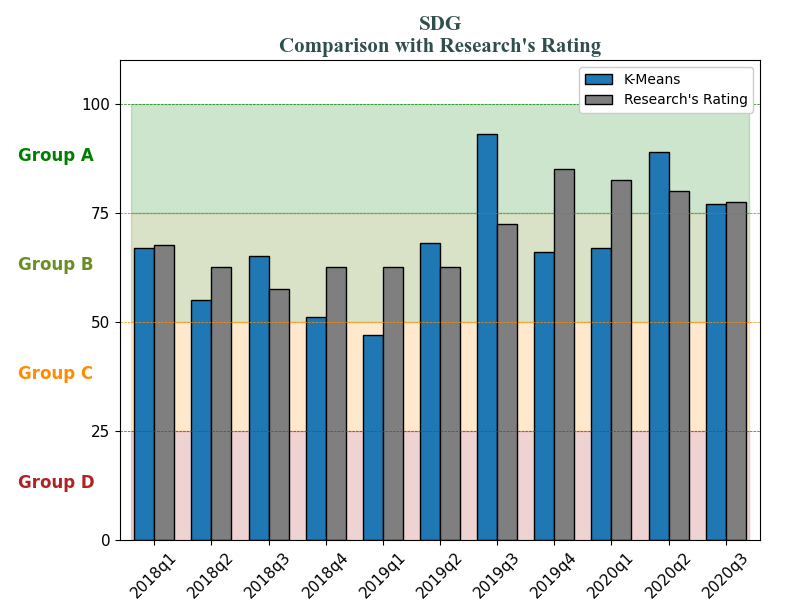 SDG
Comparison with Research's Rating
K-Means
Research's Rating
100
Group A
75
Group B
50
Group C
25
Group D
0
2018q1
2018q2
2018q3
2018q4
2019q1
2019q2
2019q3
2019q4
2020q1
2020q2
2020q3